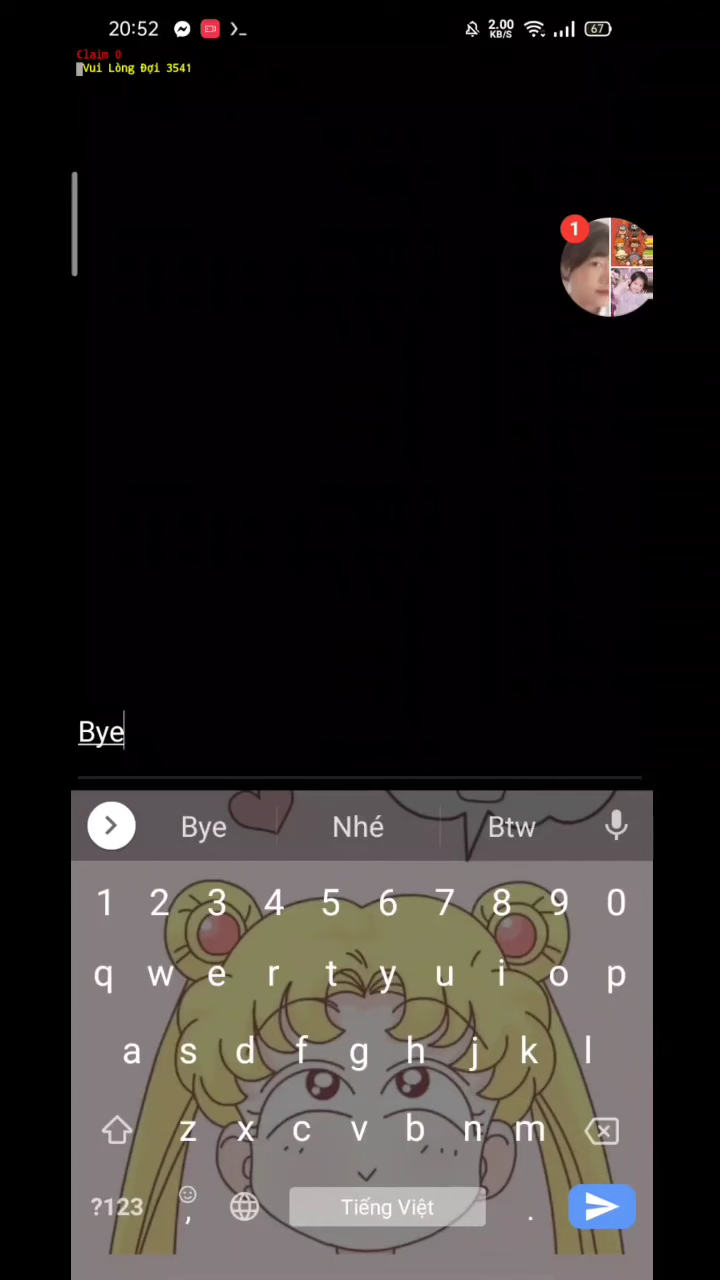 20:52 2.00 KB/S 67
Claim 0
Vui Lòng Đợi 3541
1
Bye
Bye Nhé Btw
1 2 3 4 5 6 7 8 9 0
q w e r t y u i o p
a s d f g h j k l
z x c v b n m
?123 , Tiếng Việt .